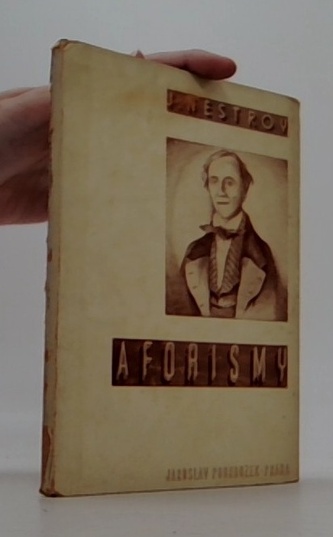 J. NESTROY
AFORISMY
JAROSLAV PODROUŽEK-PRAHA